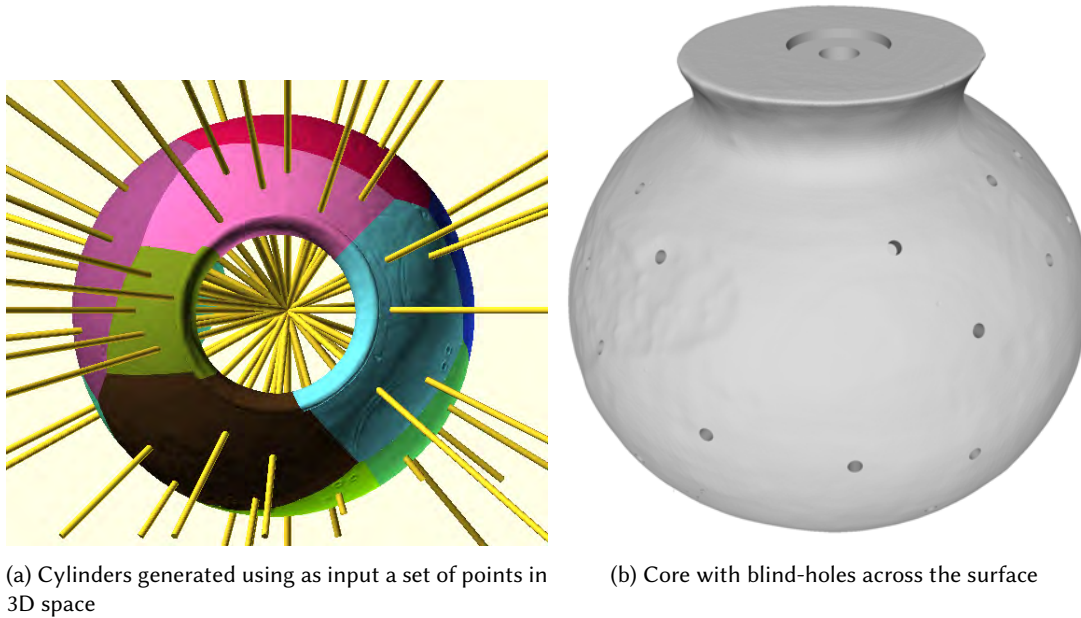 (a) Cylinders generated using as input a set of points in
3D space
(b) Core with blind-holes across the surface